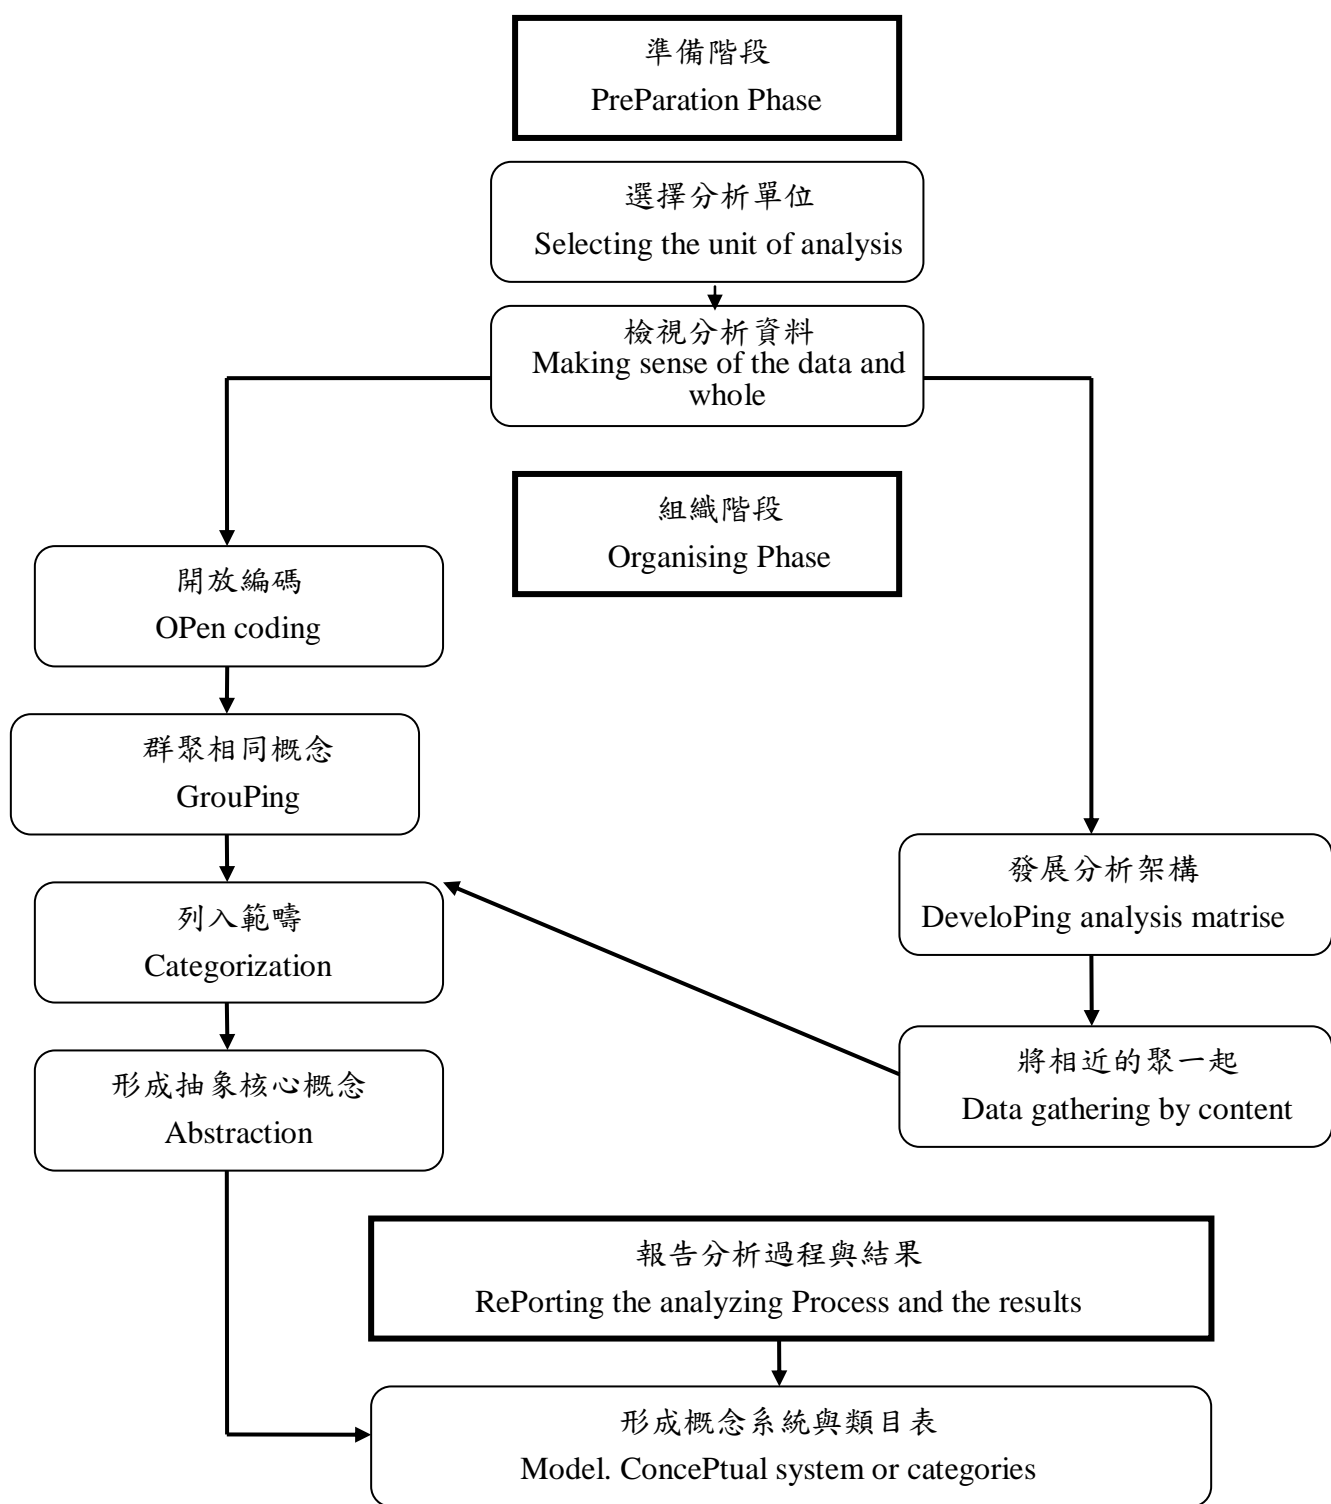 準備階段
PreParation Phase
選擇分析單位
Selecting the unit of analysis
檢視分析資料
Making sense of the data and
whole
組織階段
Organising Phase
開放編碼
OPen coding
群聚相同概念
GrouPing
列入範疇
Categorization
形成抽象核心概念
Abstraction
發展分析架構
DeveloPing analysis matrise
將相近的聚一起
Data gathering by content
報告分析過程與結果
RePorting the analyzing Process and the results
形成概念系統與類目表
Model. ConcePtual system or categories